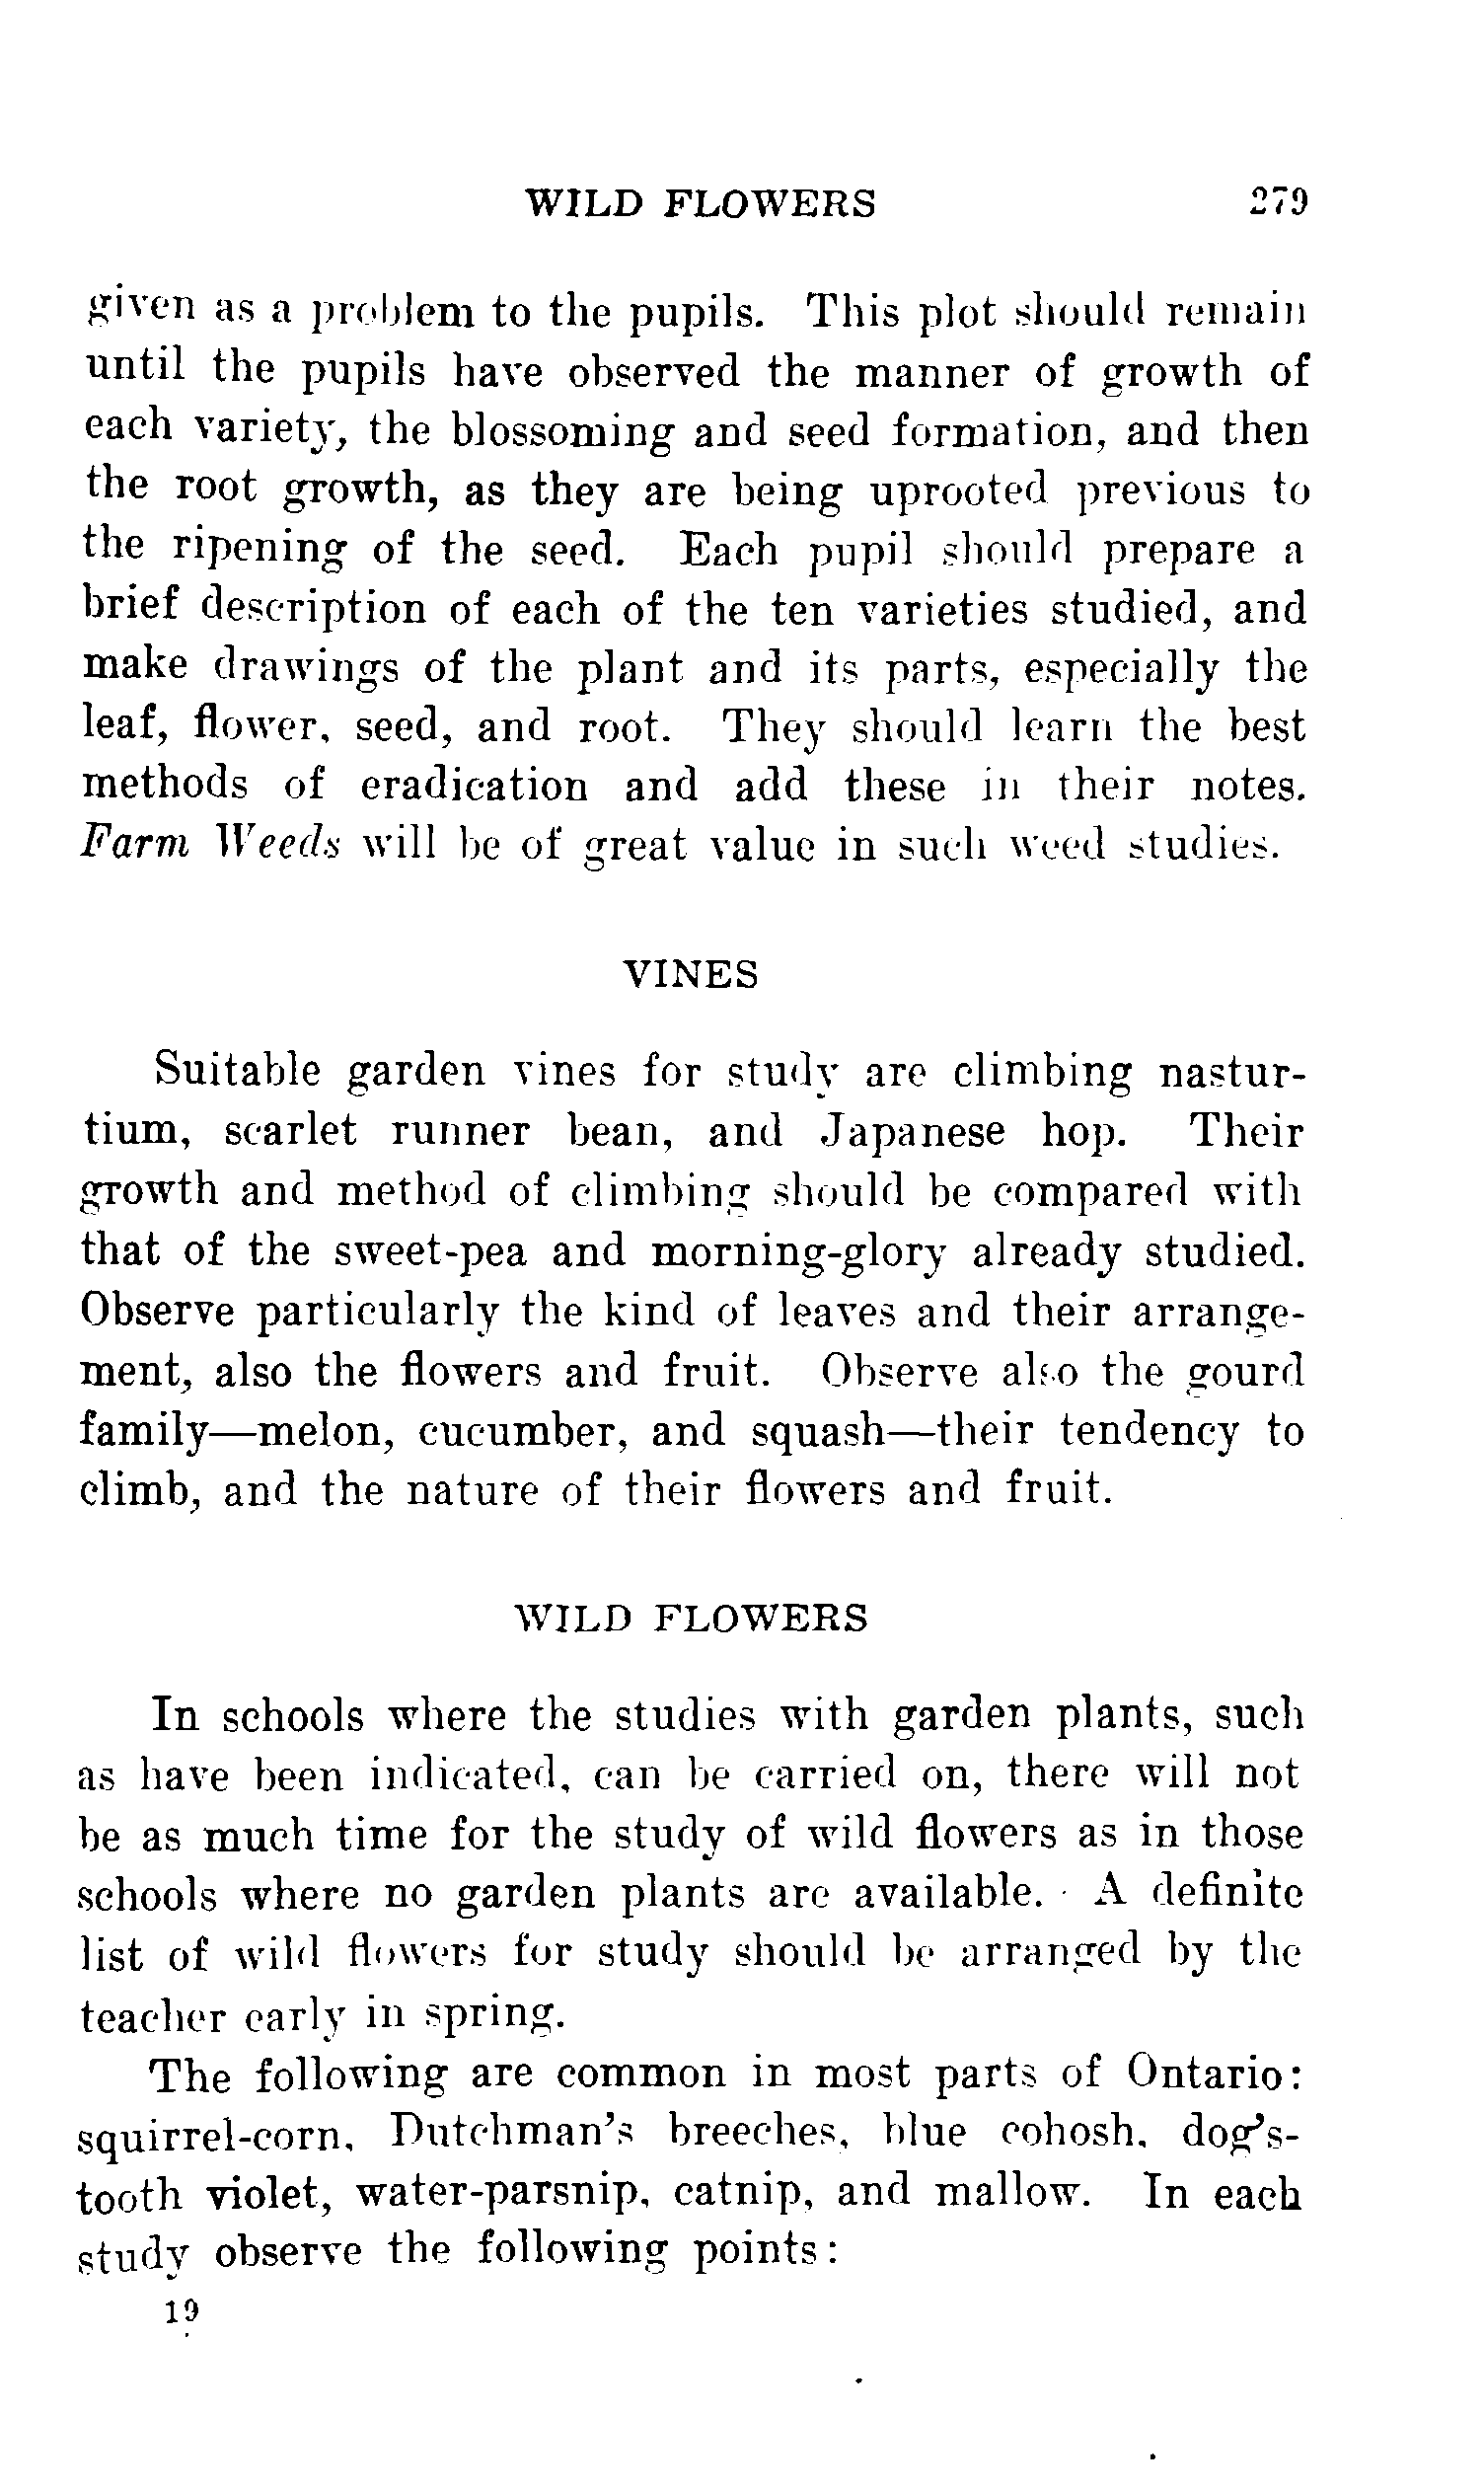 WILD FLOWERS 279
given as a problem to the pupils. This plot should remain
until the pupils have observed the manner of growth of
each variety, the blossoming and seed formation, and then
the root growth, as they are being uprooted previous to
the ripening of the seed. Each pupil should prepare a
brief description of each of the ten varieties studied, and
make drawings of the plant and its parts, especially the
leaf, flower, seed, and root. They should learn the best
methods of eradication and add these in their notes.
Farm Weeds will be of great value in such weed studies.
VINES
Suitable garden vines for study are climbing nastur-
tium, scarlet runner bean, and Japanese hop. Their
growth and method of climbing should be compared with
that of the sweet-pea and morning-glory already studied.
Observe particularly the kind of leaves and their arrange-
ment, also the flowers and fruit. Observe also the gourd
family—melon, cucumber, and squash—their tendency to
climb, and the nature of their flowers and fruit.
WILD FLOWERS
In schools where the studies with garden plants, such
as have been indicated, can be carried on, there will not
be as much time for the study of wild flowers as in those
schools where no garden plants are available. A definite
list of wild flowers for study should be arranged by the
teacher early in spring.
The following are common in most parts of Ontario:
squirrel-corn, Dutchman's breeches, blue cohosh, dog's-
tooth violet, water-parsnip, catnip, and mallow. In each
study observe the following points:
19